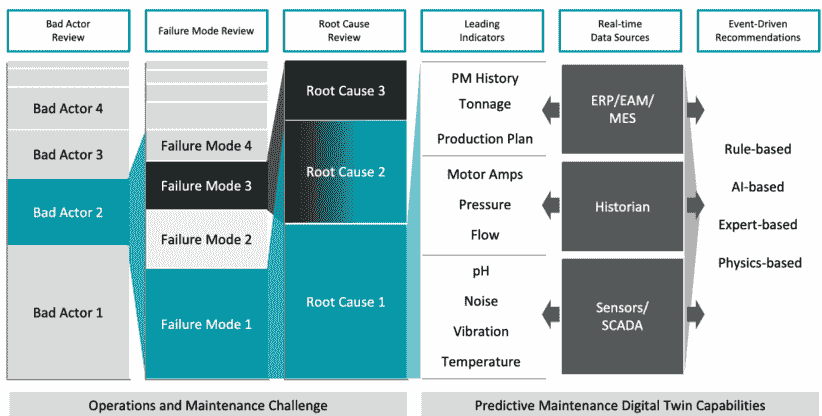 Bad Actor
Review
Failure Mode Review
Root Cause
Review
Leading
Indicators
Real-time
Data Sources
Event-Driven
Recommendations
Bad Actor 4
Bad Actor 3
Bad Actor 2
Bad Actor 1
Failure Mode 4
Failure Mode 3
Failure Mode 2
Failure Mode 1
Root Cause 3
Root Cause 2
Root Cause 1
PM History
Tonnage
Production Plan
Motor Amps
Pressure
Flow
pH
Noise
Vibration
Temperature
ERP/EAM/
MES
Historian
Sensors/
SCADA
Rule-based
AI-based
Expert-based
Physics-based
Operations and Maintenance Challenge
Predictive Maintenance Digital Twin Capabilities